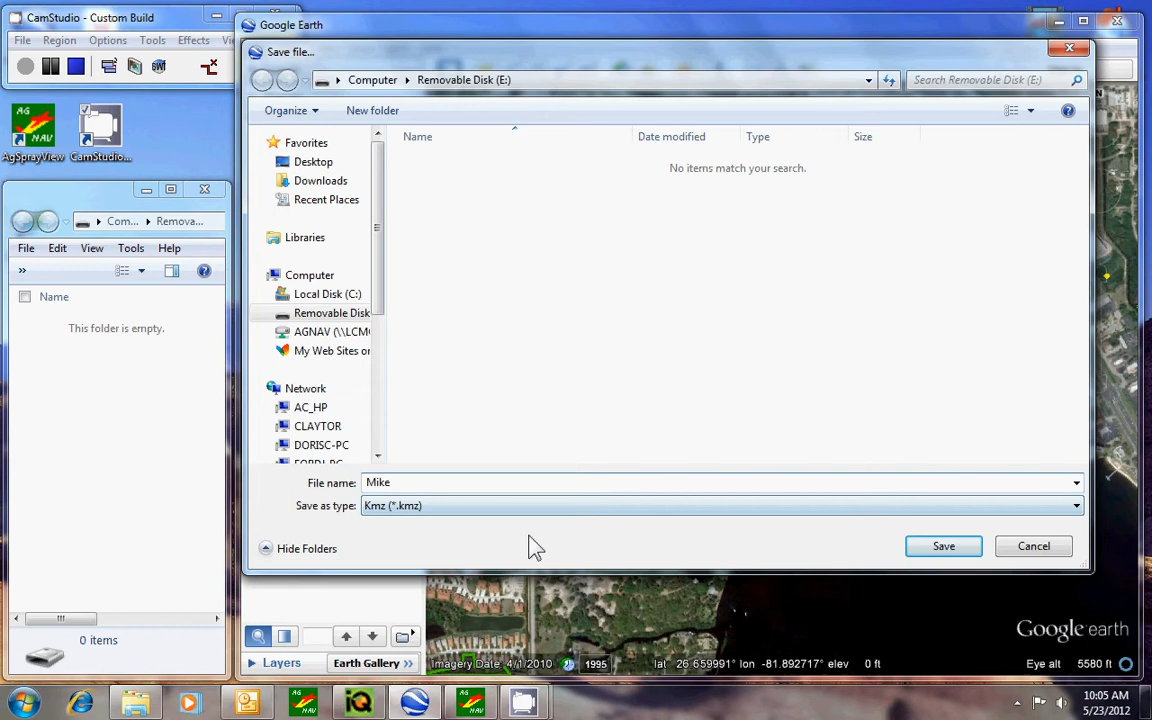 CamStudio - Custom Build
File Region Options Tools Effects
AG NAV
AgSprayView CamStudio...
Com... Remova...
File Edit View Tools Help
»
Name
This folder is empty.
0 items
Google Earth
Save file...
Computer Removable Disk (E:)
Search Removable Disk (E:)
Organize New folder
Favorites
Desktop
Downloads
Recent Places
Libraries
Computer
Local Disk (C:)
Removable Disk
AGNAV (\\LCM
My Web Sites on
Network
AC_HP
CLAYTOR
DORISC-PC
Name Date modified Type Size
No items match your search.
File name: Mike
Save as type: Kmz (*.kmz)
Hide Folders
Save Cancel
Layers Earth Gallery »
Google earth
Imagery Date: 4/1/2010 1995 lat 26.659991° lon -81.892717° elev 0 ft Eye alt 5580 ft
10:05 AM
5/23/2012